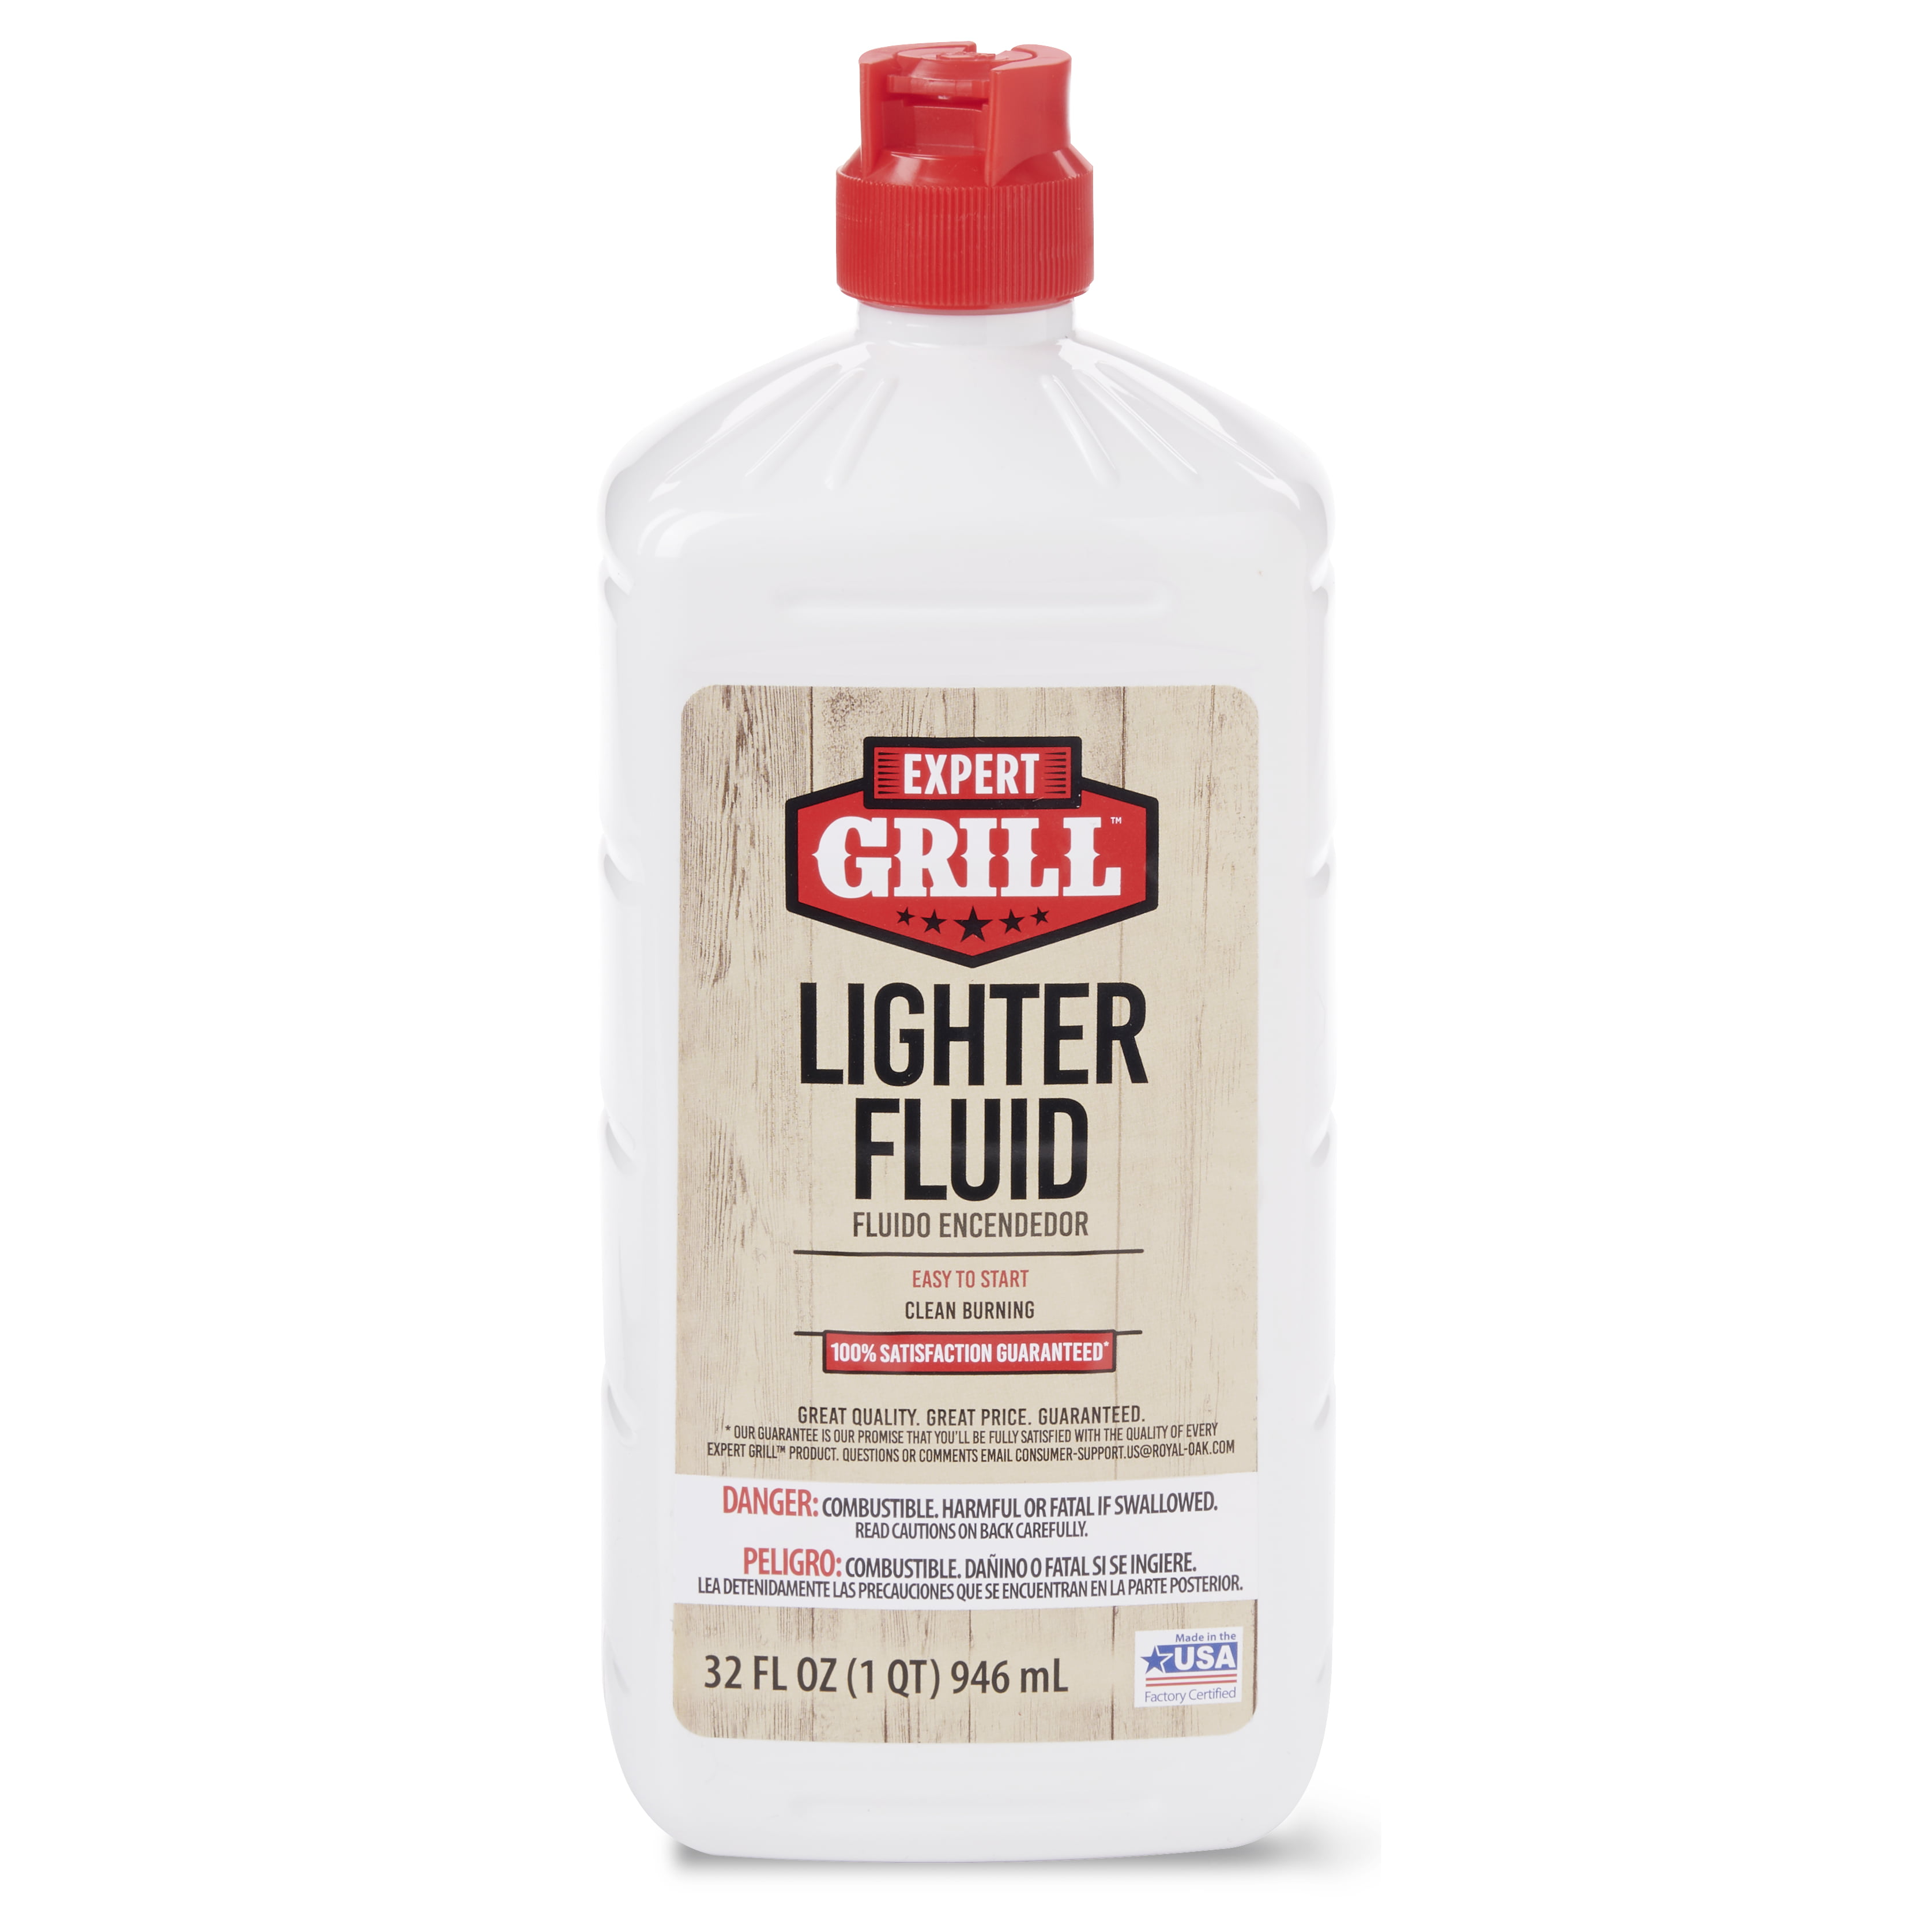 EXPERT
GRILL™
LIGHTER
FLUID
FLUIDO ENCENDEDOR
EASY TO START
CLEAN BURNING
100% SATISFACTION GUARANTEED*
GREAT QUALITY. GREAT PRICE. GUARANTEED.
* OUR GUARANTEE IS OUR PROMISE THAT YOU'LL BE FULLY SATISFIED WITH THE QUALITY OF EVERY
EXPERT GRILL™ PRODUCT. QUESTIONS OR COMMENTS EMAIL CONSUMER-SUPPORT.US@ROYAL-OAK.COM
DANGER: COMBUSTIBLE. HARMFUL OR FATAL IF SWALLOWED.
READ CAUTIONS ON BACK CAREFULLY.
PELIGRO: COMBUSTIBLE. DAÑINO O FATAL SI SE INGIERE.
LEA DETENIDAMENTE LAS PRECAUCIONES QUE SE ENCUENTRAN EN LA PARTE POSTERIOR.
32 FL OZ (1 QT) 946 mL
Made in the
USA
Factory Certified